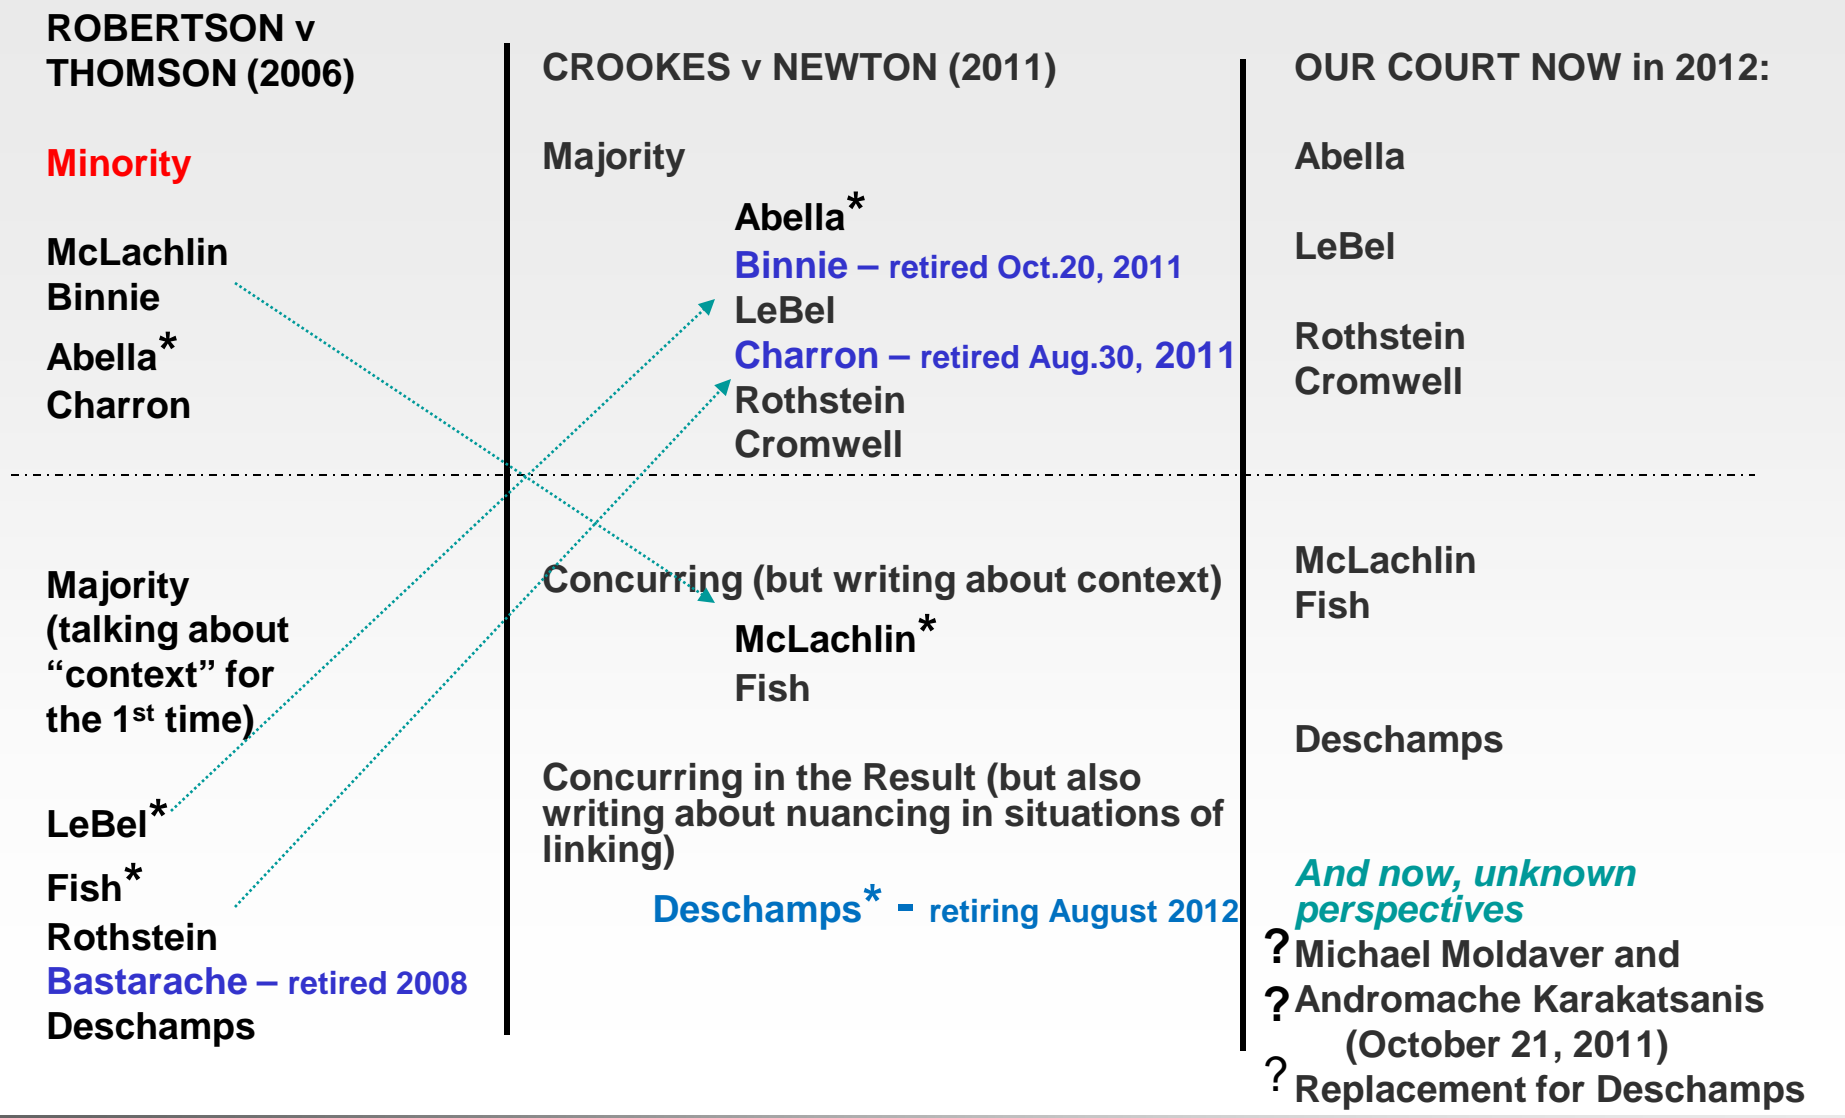 ROBERTSON v
THOMSON (2006)
Minority
McLachlin
Binnie
Abella*
Charron
Majority
(talking about
“context” for
the 1st time)
LeBel*
Fish*
Rothstein
Bastarache – retired 2008
Deschamps
CROOKES v NEWTON (2011)
Majority
Abella*
Binnie – retired Oct.20, 2011
LeBel
Charron – retired Aug.30, 2011
Rothstein
Cromwell
Concurring (but writing about context)
McLachlin*
Fish
Concurring in the Result (but also
writing about nuancing in situations of
linking)
Deschamps* - retiring August 2012
OUR COURT NOW in 2012:
Abella
LeBel
Rothstein
Cromwell
McLachlin
Fish
Deschamps
And now, unknown
perspectives
? Michael Moldaver and
? Andromache Karakatsanis
(October 21, 2011)
? Replacement for Deschamps